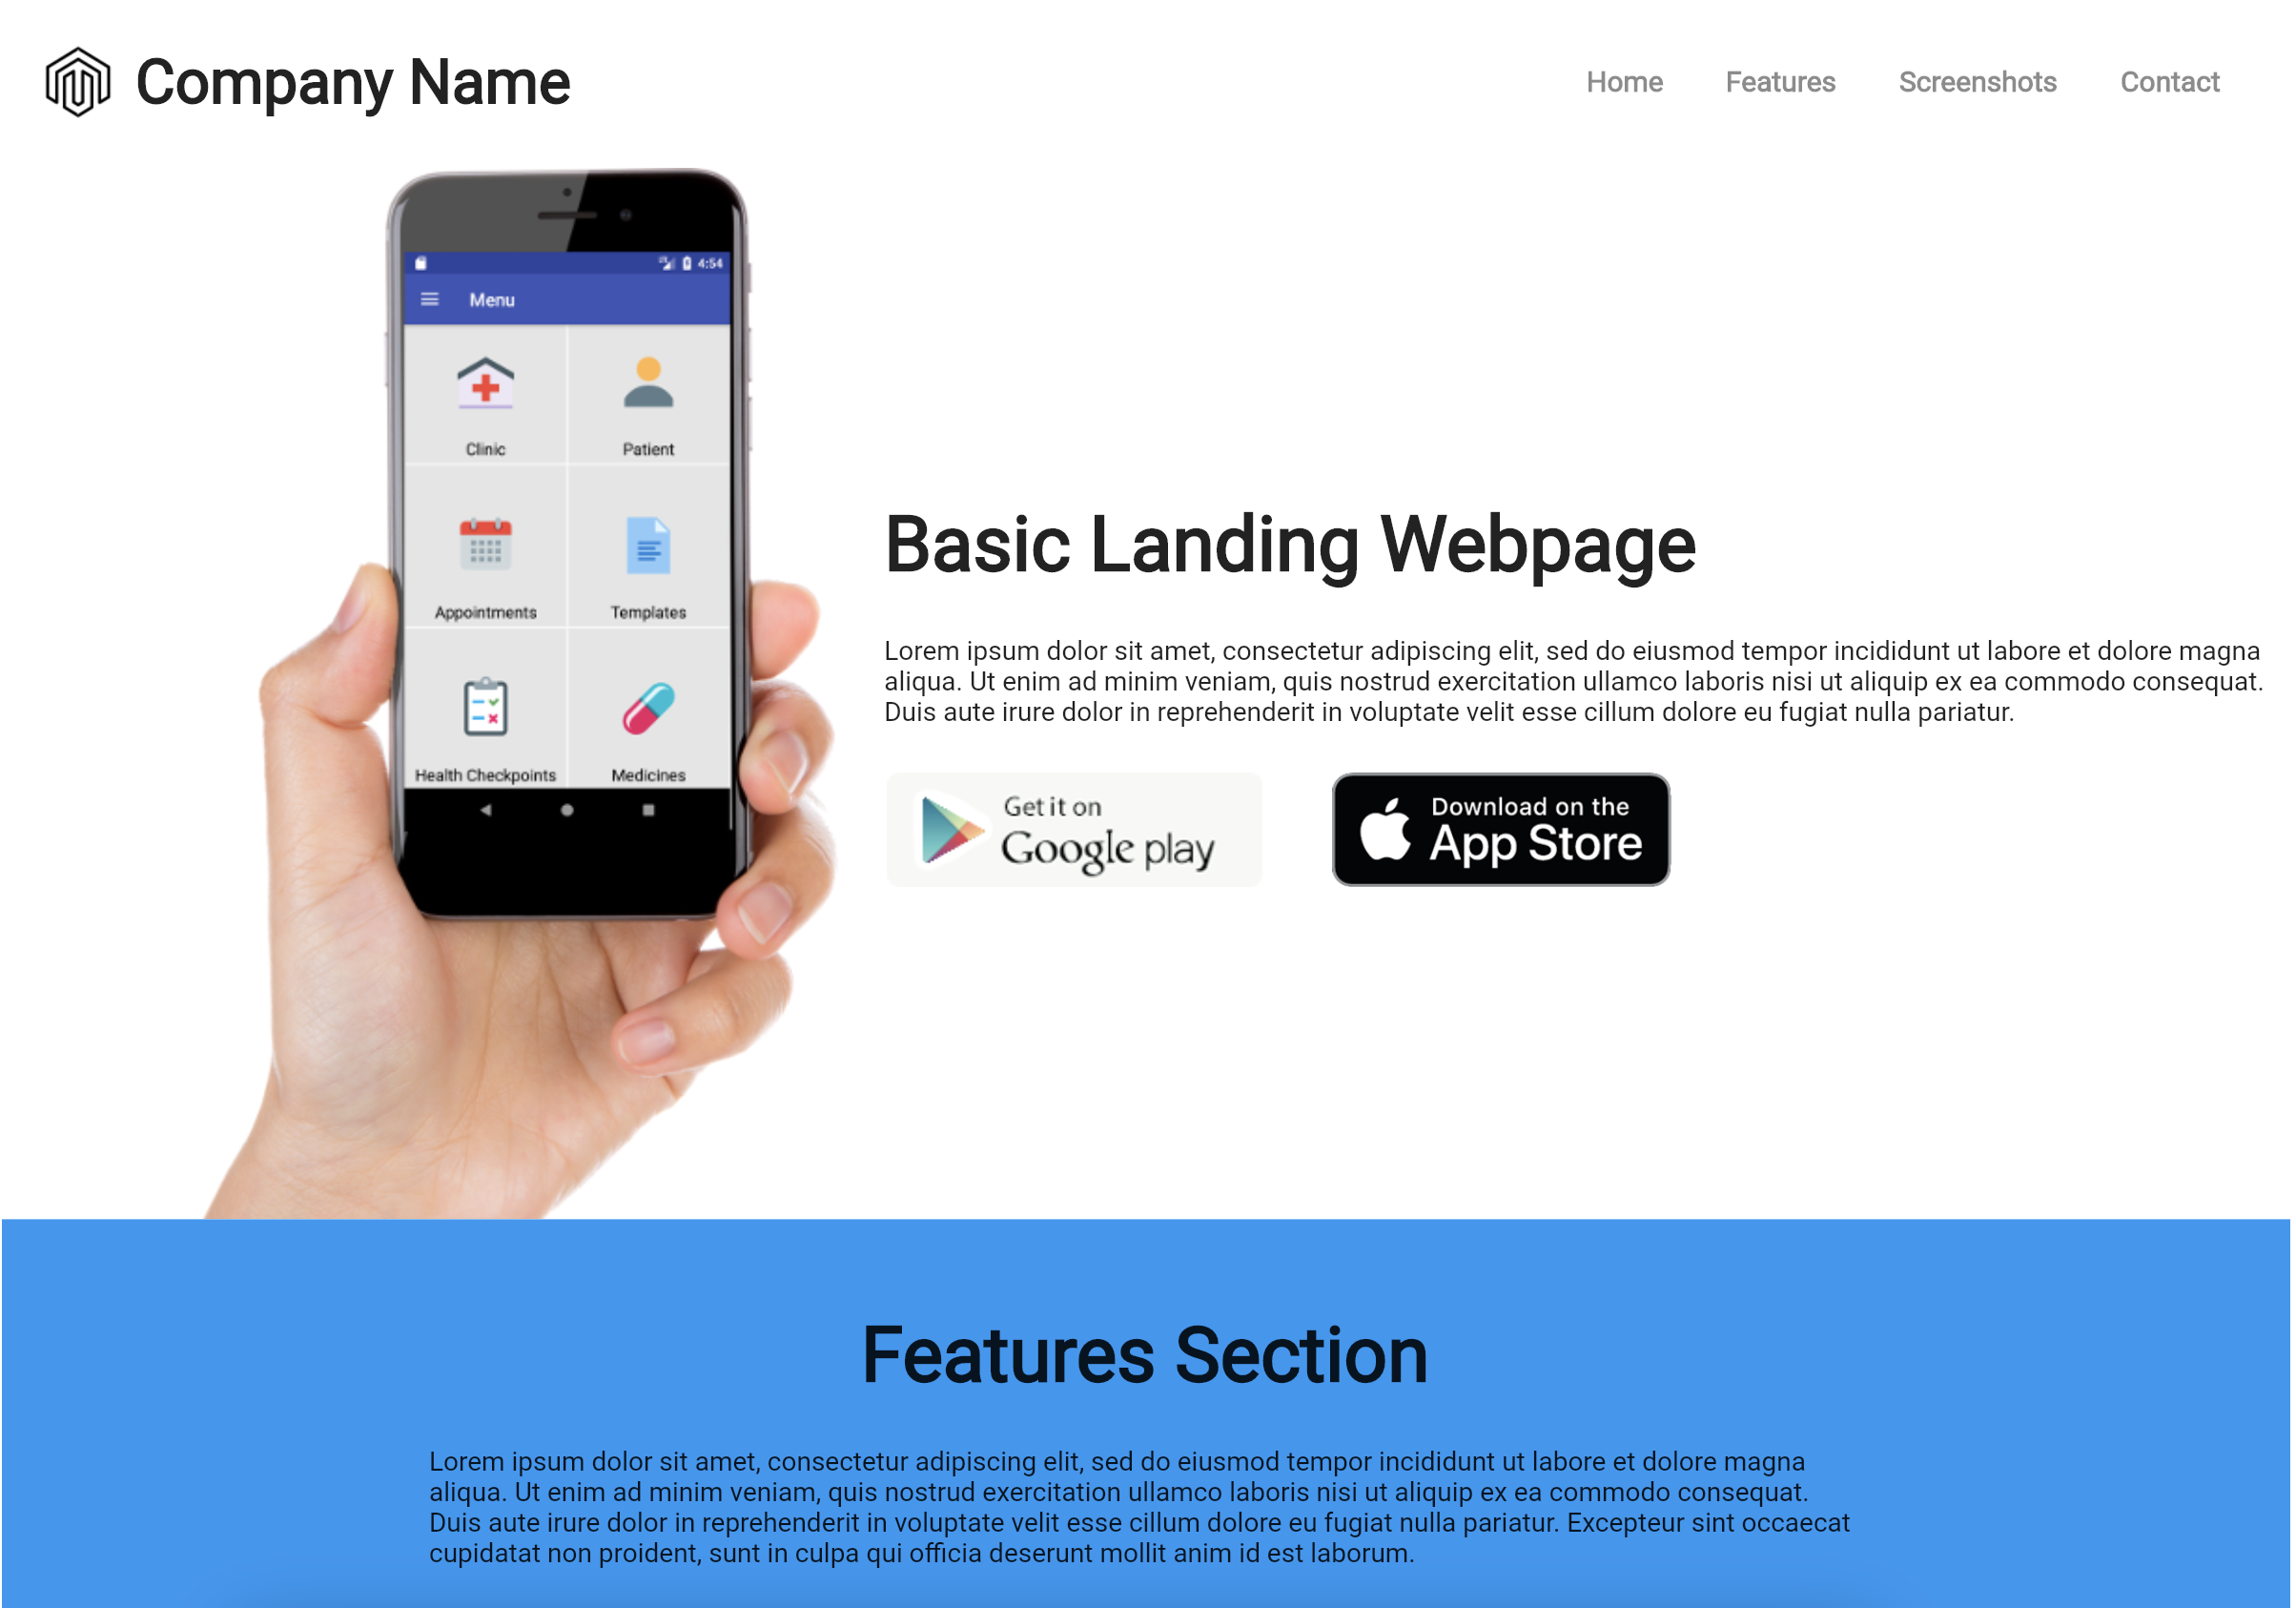 Company Name
Home
Features
Screenshots
Contact
4:54
Menu
Clinic
Patient
Appointments
Templates
Health Checkpoints
Medicines
Basic Landing Webpage
Lorem ipsum dolor sit amet, consectetur adipiscing elit, sed do eiusmod tempor incididunt ut labore et dolore magna
aliqua. Ut enim ad minim veniam, quis nostrud exercitation ullamco laboris nisi ut aliquip ex ea commodo consequat.
Duis aute irure dolor in reprehenderit in voluptate velit esse cillum dolore eu fugiat nulla pariatur.
Get it on
Google play
Download on the
App Store
Features Section
Lorem ipsum dolor sit amet, consectetur adipiscing elit, sed do eiusmod tempor incididunt ut labore et dolore magna
aliqua. Ut enim ad minim veniam, quis nostrud exercitation ullamco laboris nisi ut aliquip ex ea commodo consequat.
Duis aute irure dolor in reprehenderit in voluptate velit esse cillum dolore eu fugiat nulla pariatur. Excepteur sint occaecat
cupidatat non proident, sunt in culpa qui officia deserunt mollit anim id est laborum.